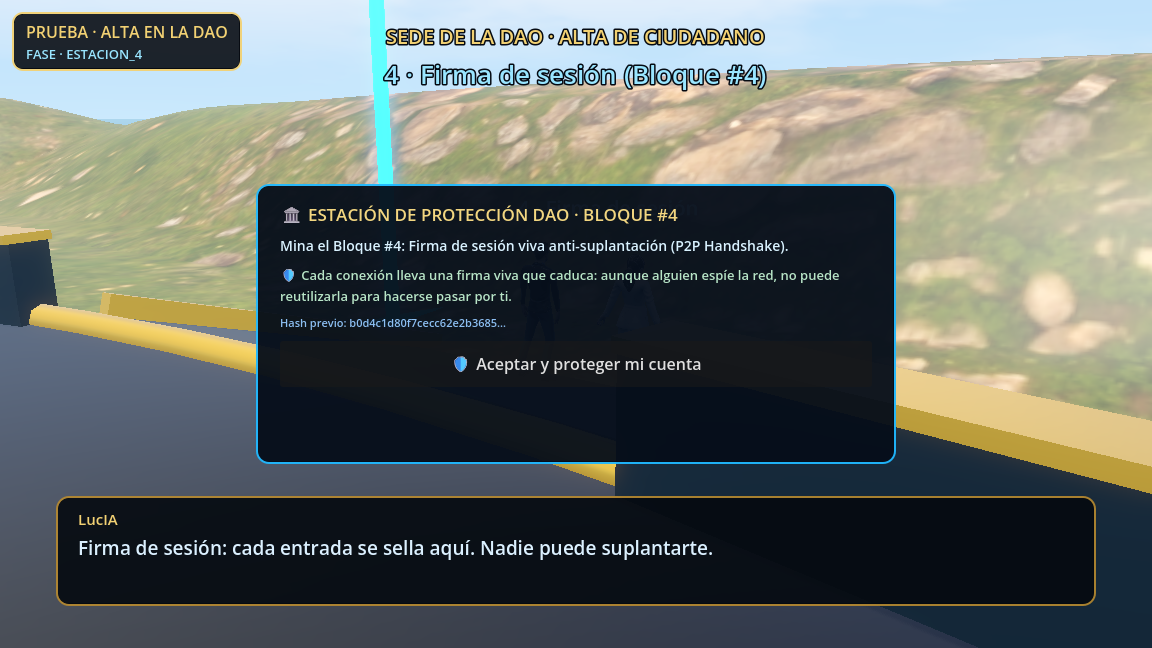 PRUEBA · ALTA EN LA DAO
FASE · ESTACION_4
SEDE DE LA DAO · ALTA DE CIUDADANO
4 · Firma de sesión (Bloque #4)
ESTACIÓN DE PROTECCIÓN DAO · BLOQUE #4
Mina el Bloque #4: Firma de sesión viva anti-suplantación (P2P Handshake).
Cada conexión lleva una firma viva que caduca: aunque alguien espíe la red, no puede
reutilizarla para hacerse pasar por ti.
Hash previo: b0d4c1d80f7cecc62e2b3685...
Aceptar y proteger mi cuenta
LucIA
Firma de sesión: cada entrada se sella aquí. Nadie puede suplantarte.